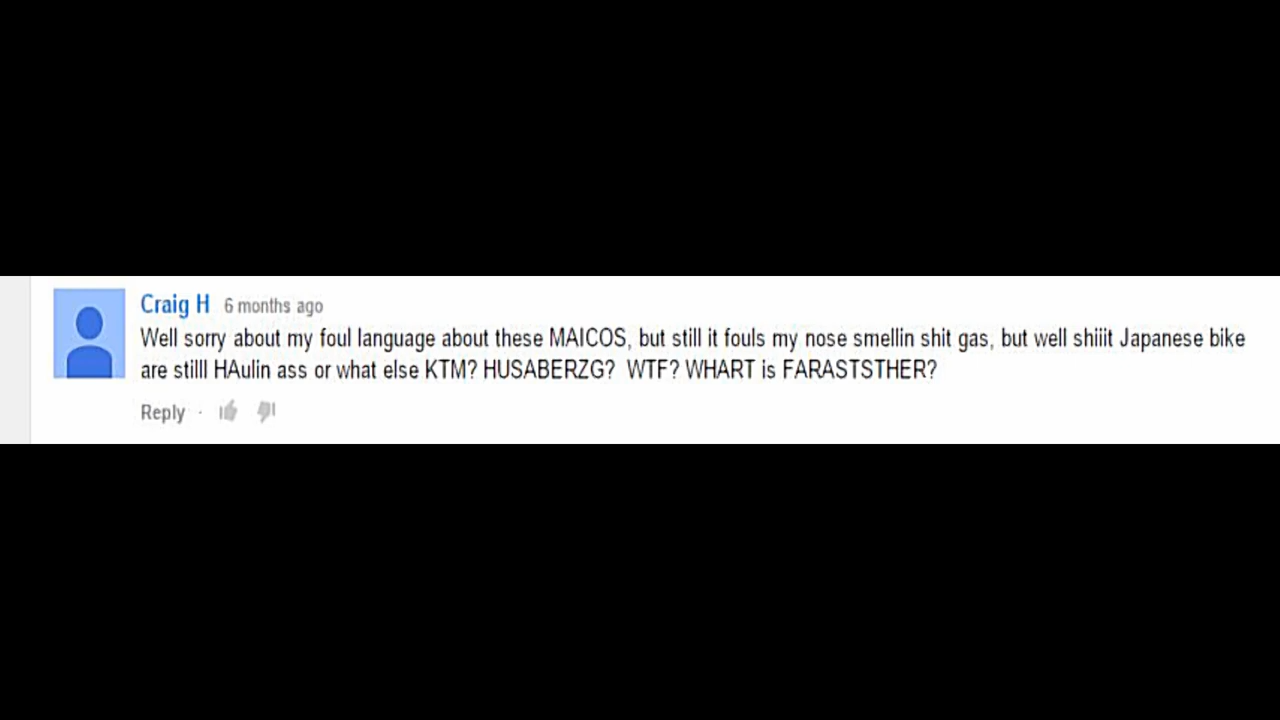 Craig H 6 months ago
Well sorry about my foul language about these MAICOS, but still it fouls my nose smellin shit gas, but well shiiit Japanese bike
are stilll HAulin ass or what else KTM? HUSABERZG?  WTF? WHART is FARASTSTHER?
Reply ·